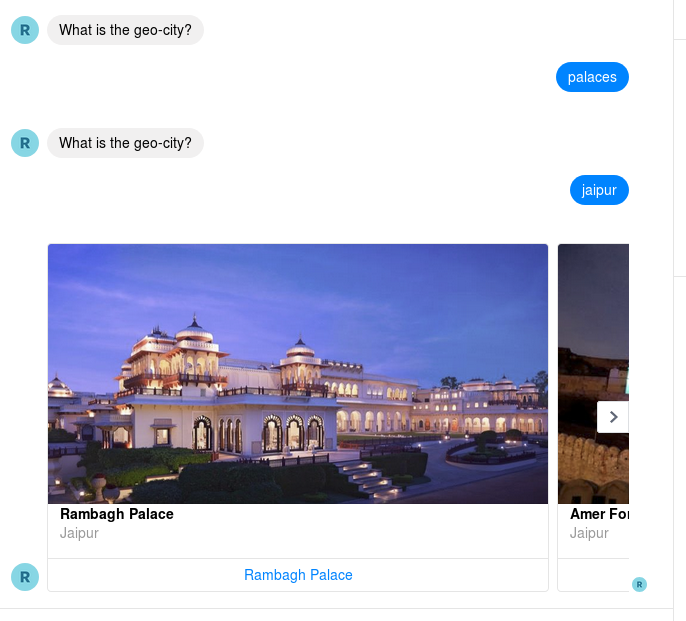 R What is the geo-city?
palaces
R What is the geo-city?
jaipur
Rambagh Palace
Jaipur
Amer For
Jaipur
R Rambagh Palace
R